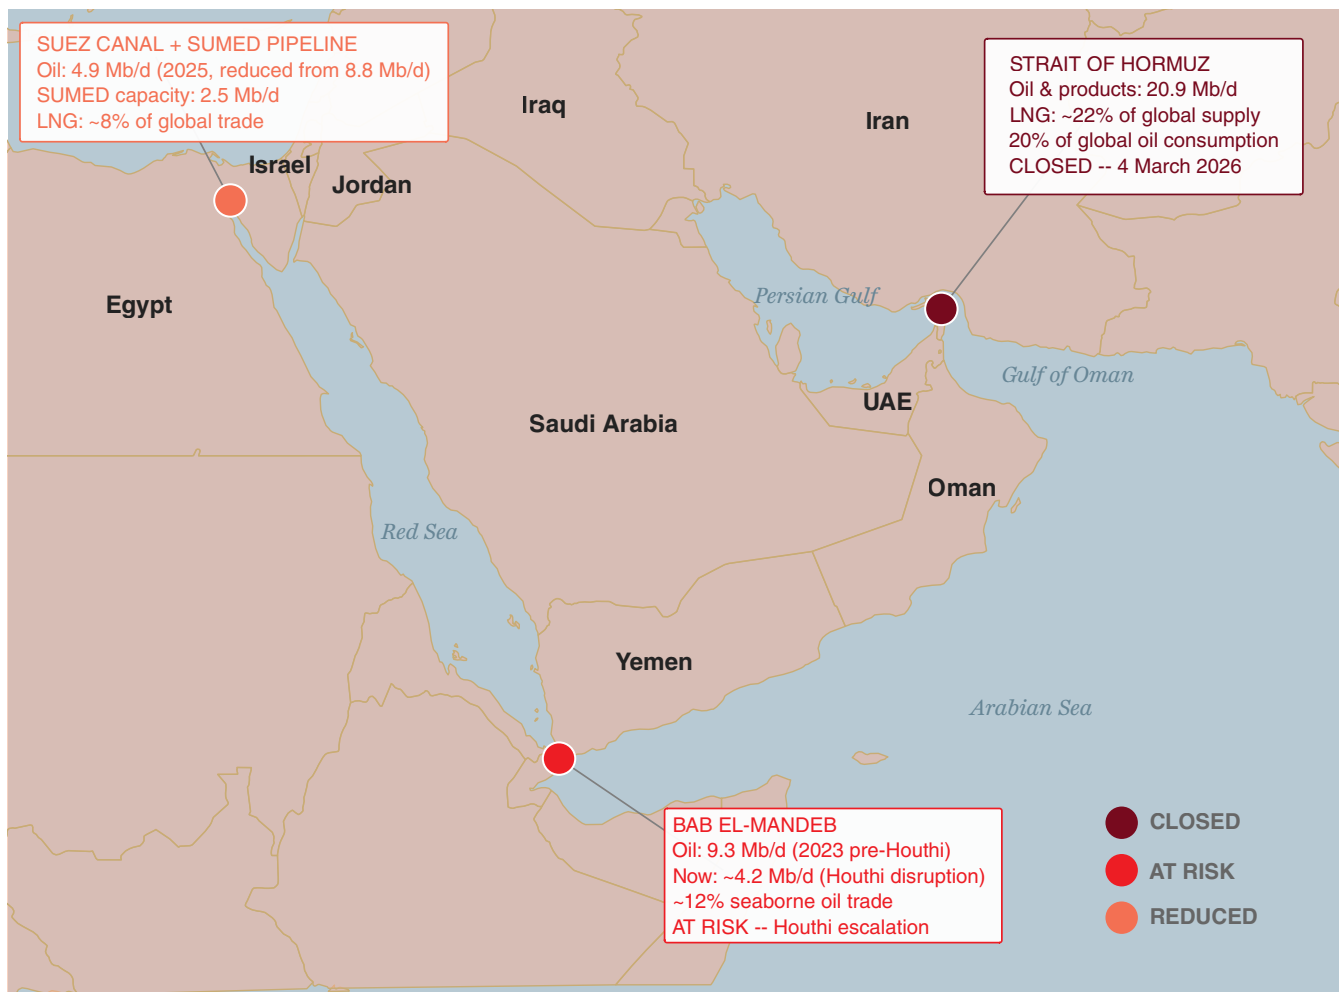 SUEZ CANAL + SUMED PIPELINE
Oil: 4.9 Mb/d (2025, reduced from 8.8 Mb/d)
SUMED capacity: 2.5 Mb/d
LNG: ~8% of global trade
STRAIT OF HORMUZ
Oil & products: 20.9 Mb/d
LNG: ~22% of global supply
20% of global oil consumption
CLOSED -- 4 March 2026
Iraq
Iran
Israel
Jordan
Egypt
Persian Gulf
Gulf of Oman
UAE
Saudi Arabia
Oman
Red Sea
Yemen
Arabian Sea
BAB EL-MANDEB
Oil: 9.3 Mb/d (2023 pre-Houthi)
Now: ~4.2 Mb/d (Houthi disruption)
~12% seaborne oil trade
AT RISK -- Houthi escalation
CLOSED
AT RISK
REDUCED